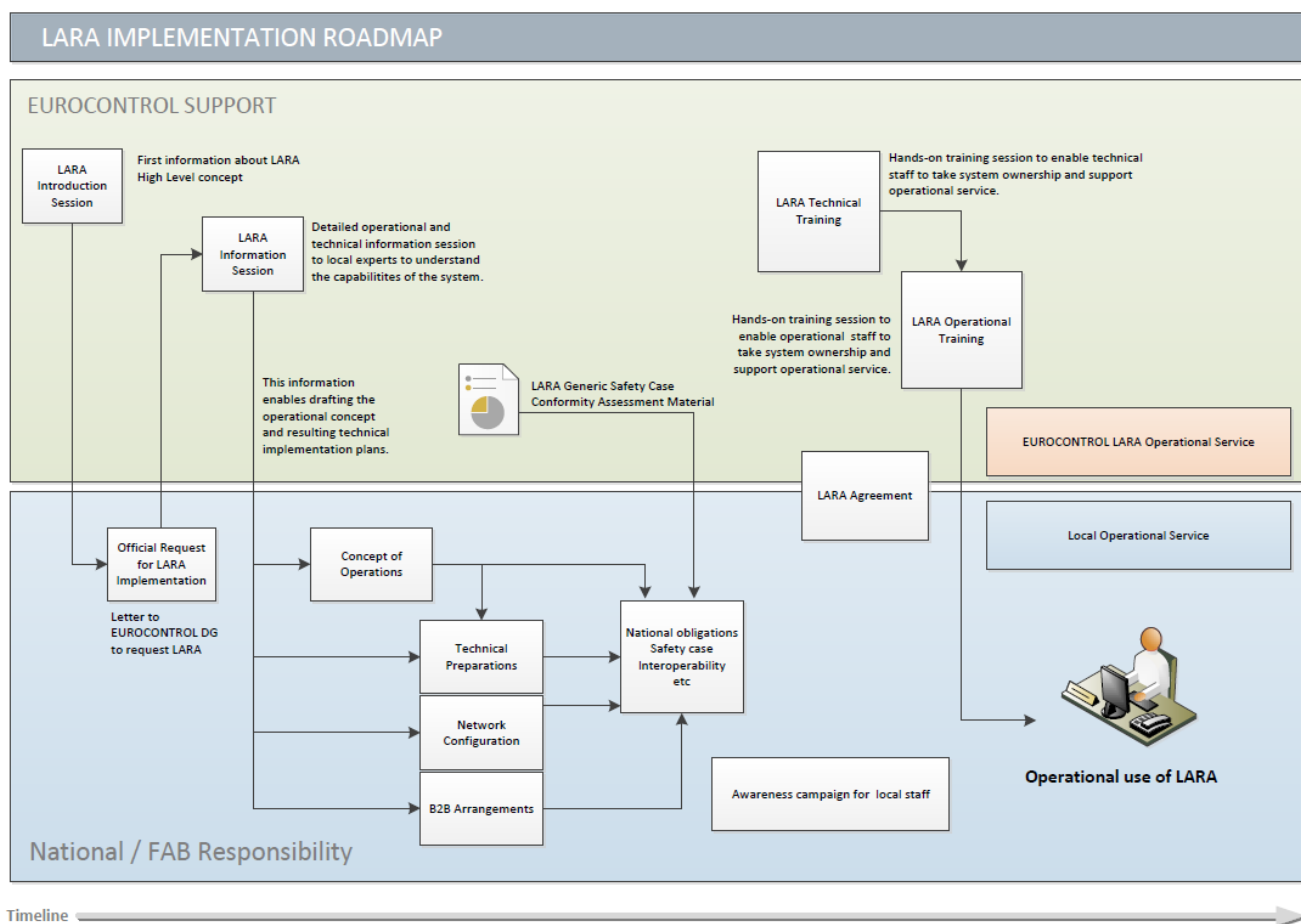 LARA IMPLEMENTATION ROADMAP
EUROCONTROL SUPPORT
LARA
Introduction
Session
First information about LARA
High Level concept
LARA
Information
Session
Detailed operational and
technical information session
to local experts to understand
the capabilitites of the system.
LARA Technical
Training
Hands-on training session to enable technical
staff to take system ownership and support
operational service.
LARA Operational
Training
Hands-on training session to
enable operational staff to
take system ownership and
support operational service.
This information
enables drafting the
operational concept
and resulting technical
implementation plans.
LARA Generic Safety Case
Conformity Assessment Material
EUROCONTROL LARA Operational Service
LARA Agreement
Local Operational Service
Official Request
for LARA
Implementation
Letter to
EUROCONTROL DG
to request LARA
Concept of
Operations
Technical
Preparations
Network
Configuration
B2B Arrangements
National obligations
Safety case
Interoperability
etc
Awareness campaign for local staff
Operational use of LARA
National / FAB Responsibility
Timeline